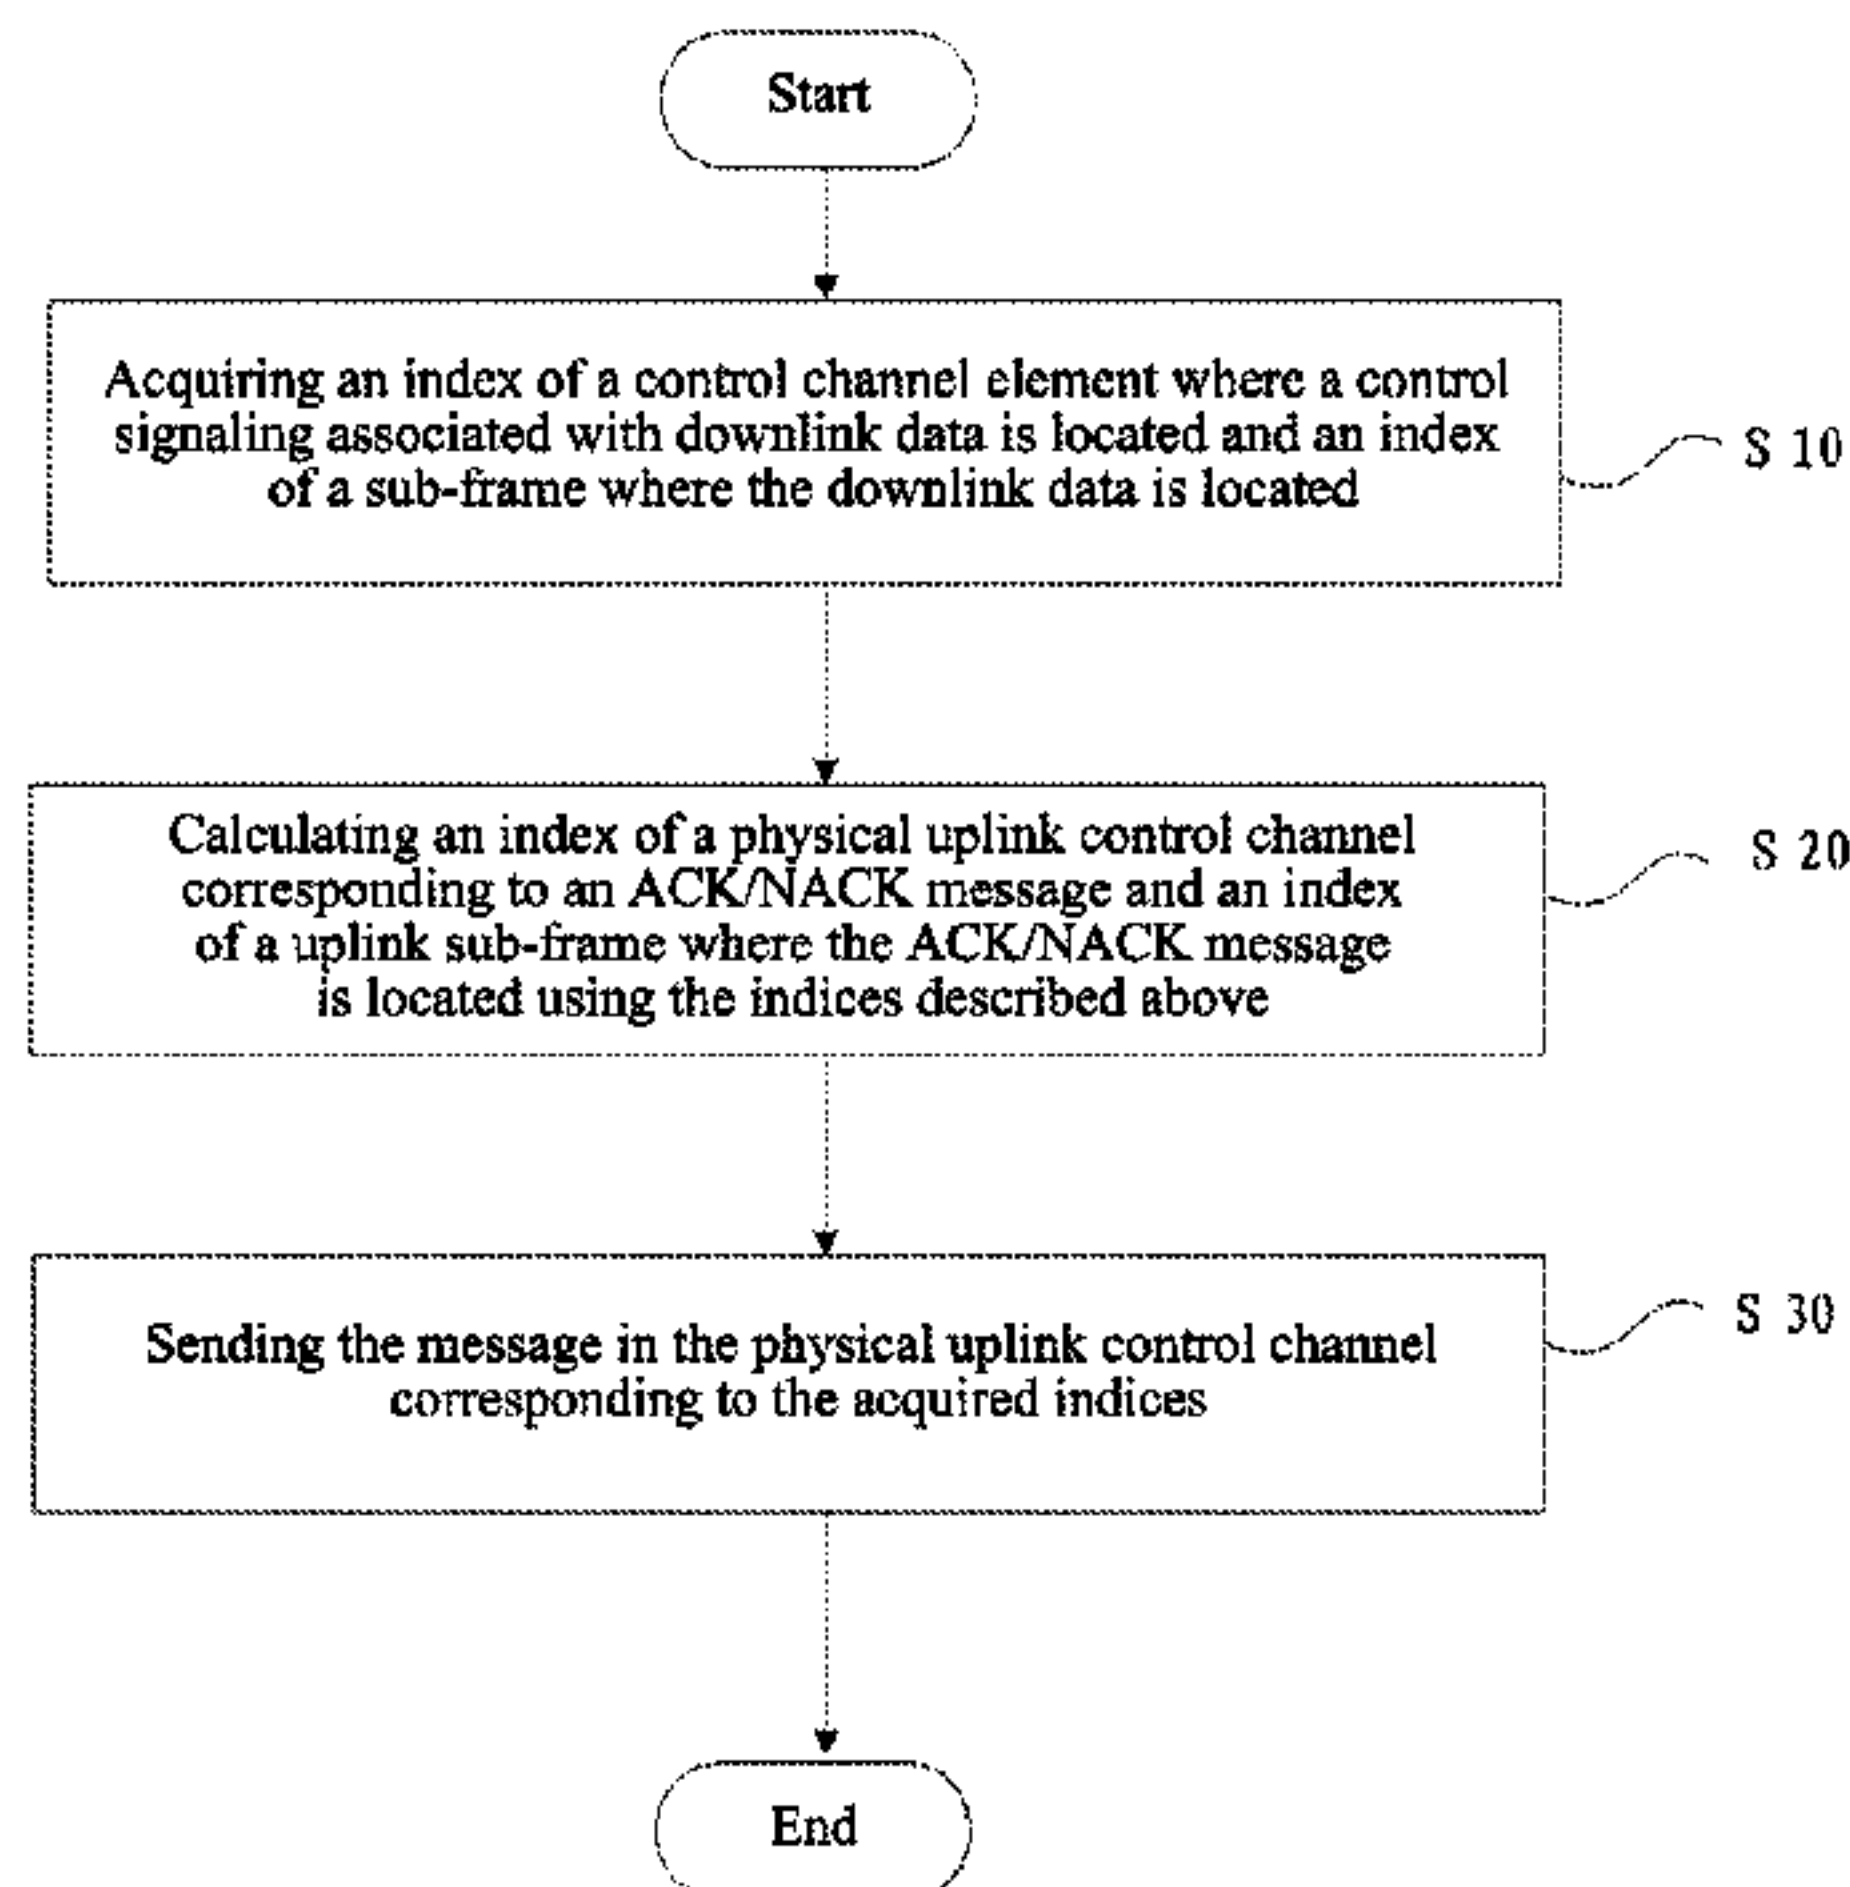 Start
Acquiring an index of a control channel element where a control
signaling associated with downlink data is located and an index
of a sub-frame where the downlink data is located
S 10
Calculating an index of a physical uplink control channel
corresponding to an ACK/NACK message and an index
of a uplink sub-frame where the ACK/NACK message
is located using the indices described above
S 20
Sending the message in the physical uplink control channel
corresponding to the acquired indices
S 30
End